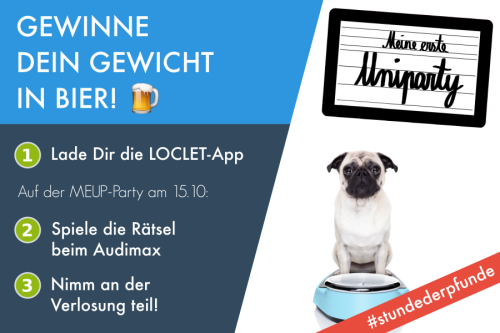 GEWINNE
DEIN GEWICHT
IN BIER! 🍺
1 Lade Dir die LOCLET-App
Auf der MEUP-Party am 15.10:
2 Spiele die Rätsel
beim Audimax
3 Nimm an der
Verlosung teil!
Meine erste
Uniparty
#stundederpfunde